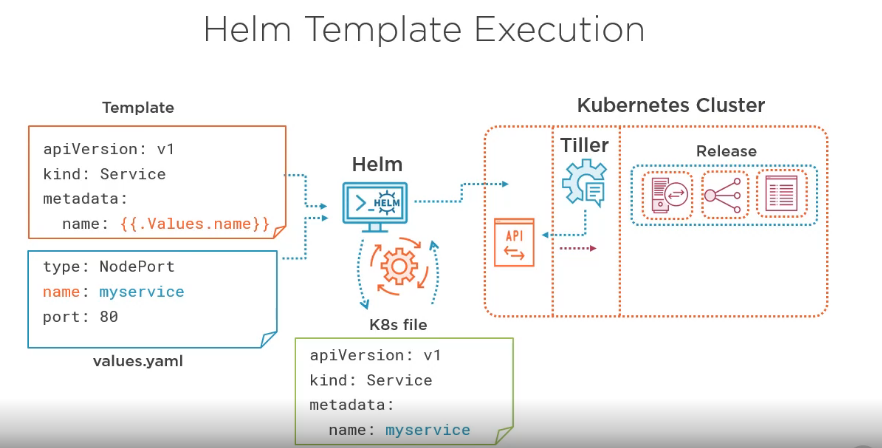 Helm Template Execution
Template
apiVersion: v1
kind: Service
metadata:
name: {{.Values.name}}
type: NodePort
name: myservice
port: 80
values.yaml
Helm
>_ HELM
K8s file
apiVersion: v1
kind: Service
metadata:
name: myservice
Kubernetes Cluster
Tiller
API
Release